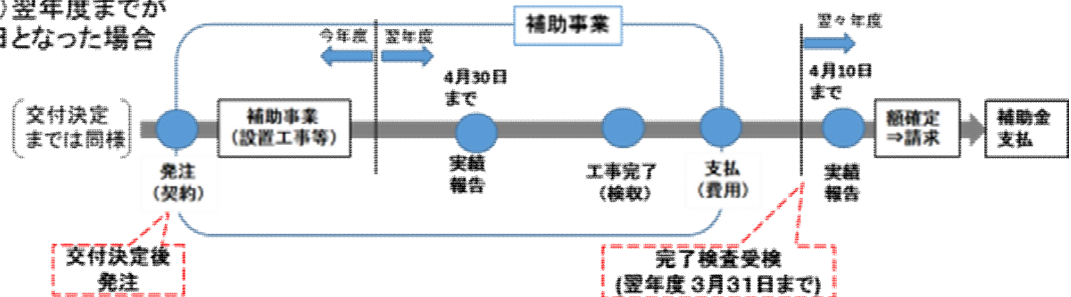 )翌年度までが
日となった場合
補助事業
今年度
翌年度
翌々年度
4月30日
まで
4月10日
まで
交付決定
までは同様
補助事業
(設置工事等)
額確定
⇒請求
補助金
支払
発注
(契約)
実績
報告
工事完了
(検収)
支払
(費用)
実績
報告
交付決定後
発注
完了検査受検
(翌年度 3月31日まで)